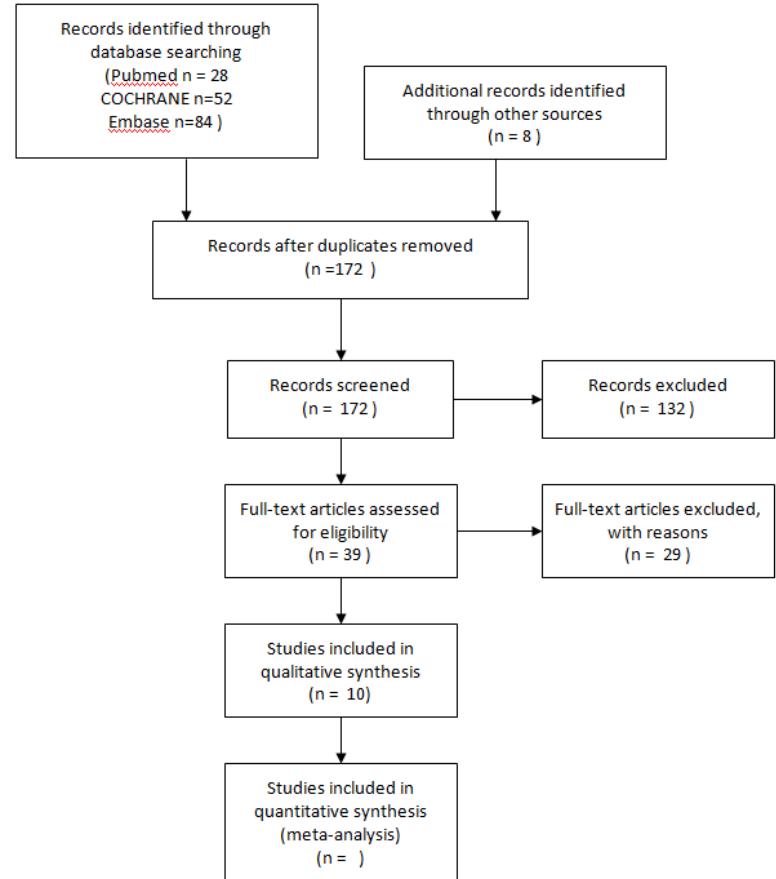 Records identified through
database searching
(Pubmed n = 28
COCHRANE n=52
Embase n=84 )
Additional records identified
through other sources
(n = 8 )
Records after duplicates removed
(n =172  )
Records screened
(n =  172 )
Records excluded
(n =  132 )
Full-text articles assessed
for eligibility
(n = 39 )
Full-text articles excluded,
with reasons
(n =  29 )
Studies included in
qualitative synthesis
(n =  10)
Studies included in
quantitative synthesis
(meta-analysis)
(n =   )